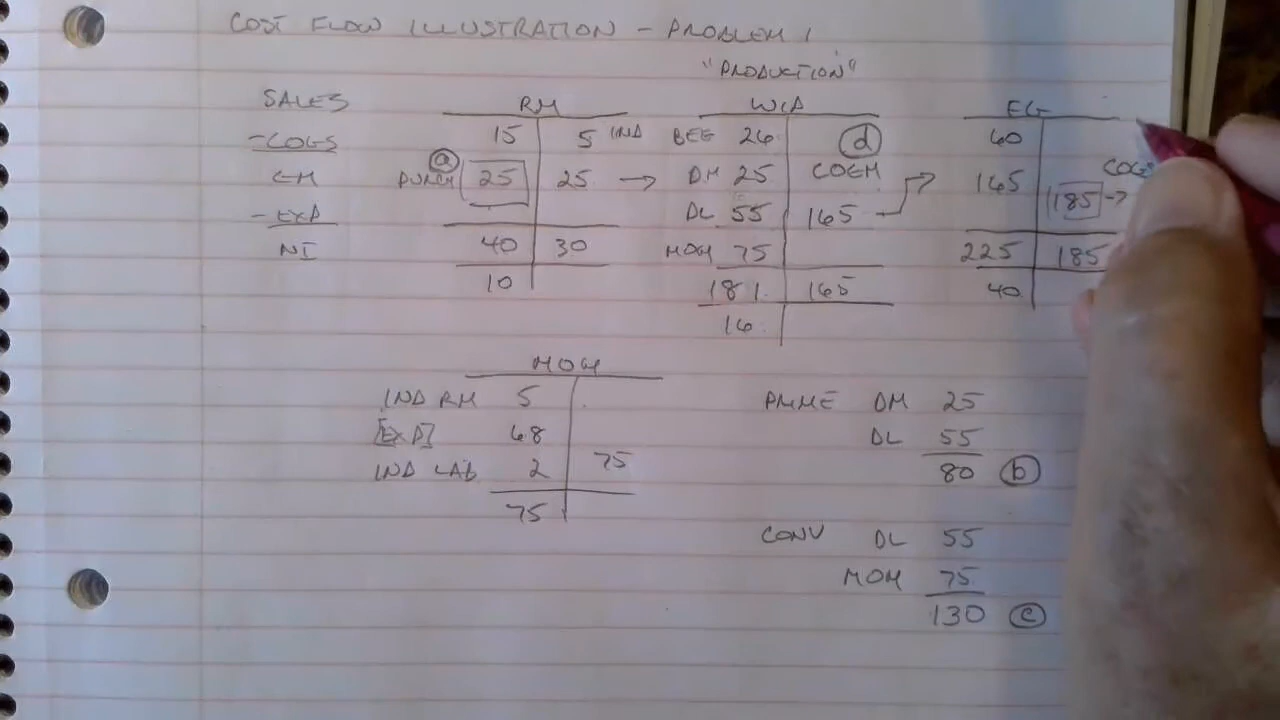 COST FLOW ILLUSTRATION - PROBLEM 1
"PRODUCTION"
SALES
-COGS
GM
-EXP
NI
RM
15 5 IND
(a) PURCH 25 25 →
40 30
10
WIP
BEG 26 (d)
DM 25 COGM
DL 55 165
MOH 75
181 165
16
FG
60
165 COGS
185 →
225 185
40
MOH
IND RM 5
[EXP] 68
IND LAB 2 75
75
PRIME DM 25
DL 55
80 (b)
CONV DL 55
MOH 75
130 (c)